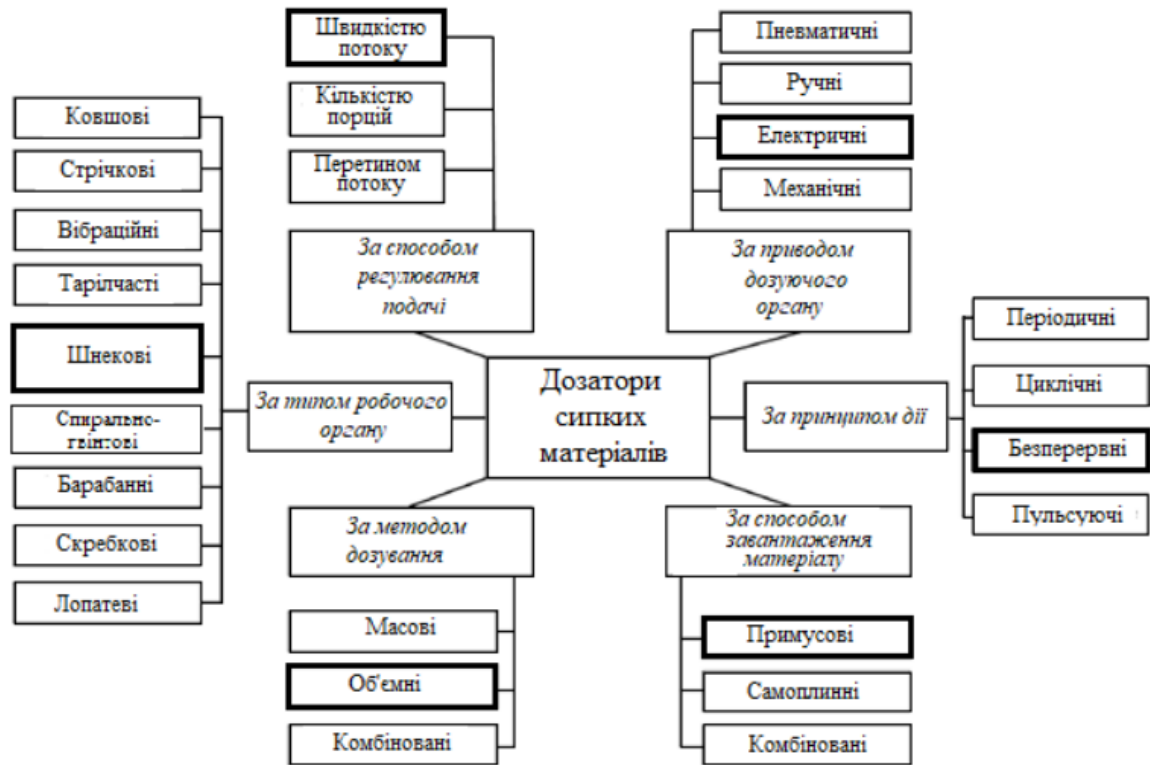 Швидкістю
потоку
Кількістю
порцій
Перетином
потоку
За способом
регулювання
подачі
Пневматичні
Ручні
Електричні
Механічні
За приводом
дозуючого
органу
Ковшові
Стрічкові
Вібраційні
Тарілчасті
Шнекові
Спирально-
гвінтові
Барабанні
Скребкові
Лопатеві
За типом робочого
органу
Дозатори
сипких
матеріалів
За принципом дії
Періодичні
Циклічні
Безперервні
Пульсуючі
За методом
дозування
Масові
Об'ємні
Комбіновані
За способом
завантаження
матеріалу
Примусові
Самоплинні
Комбіновані